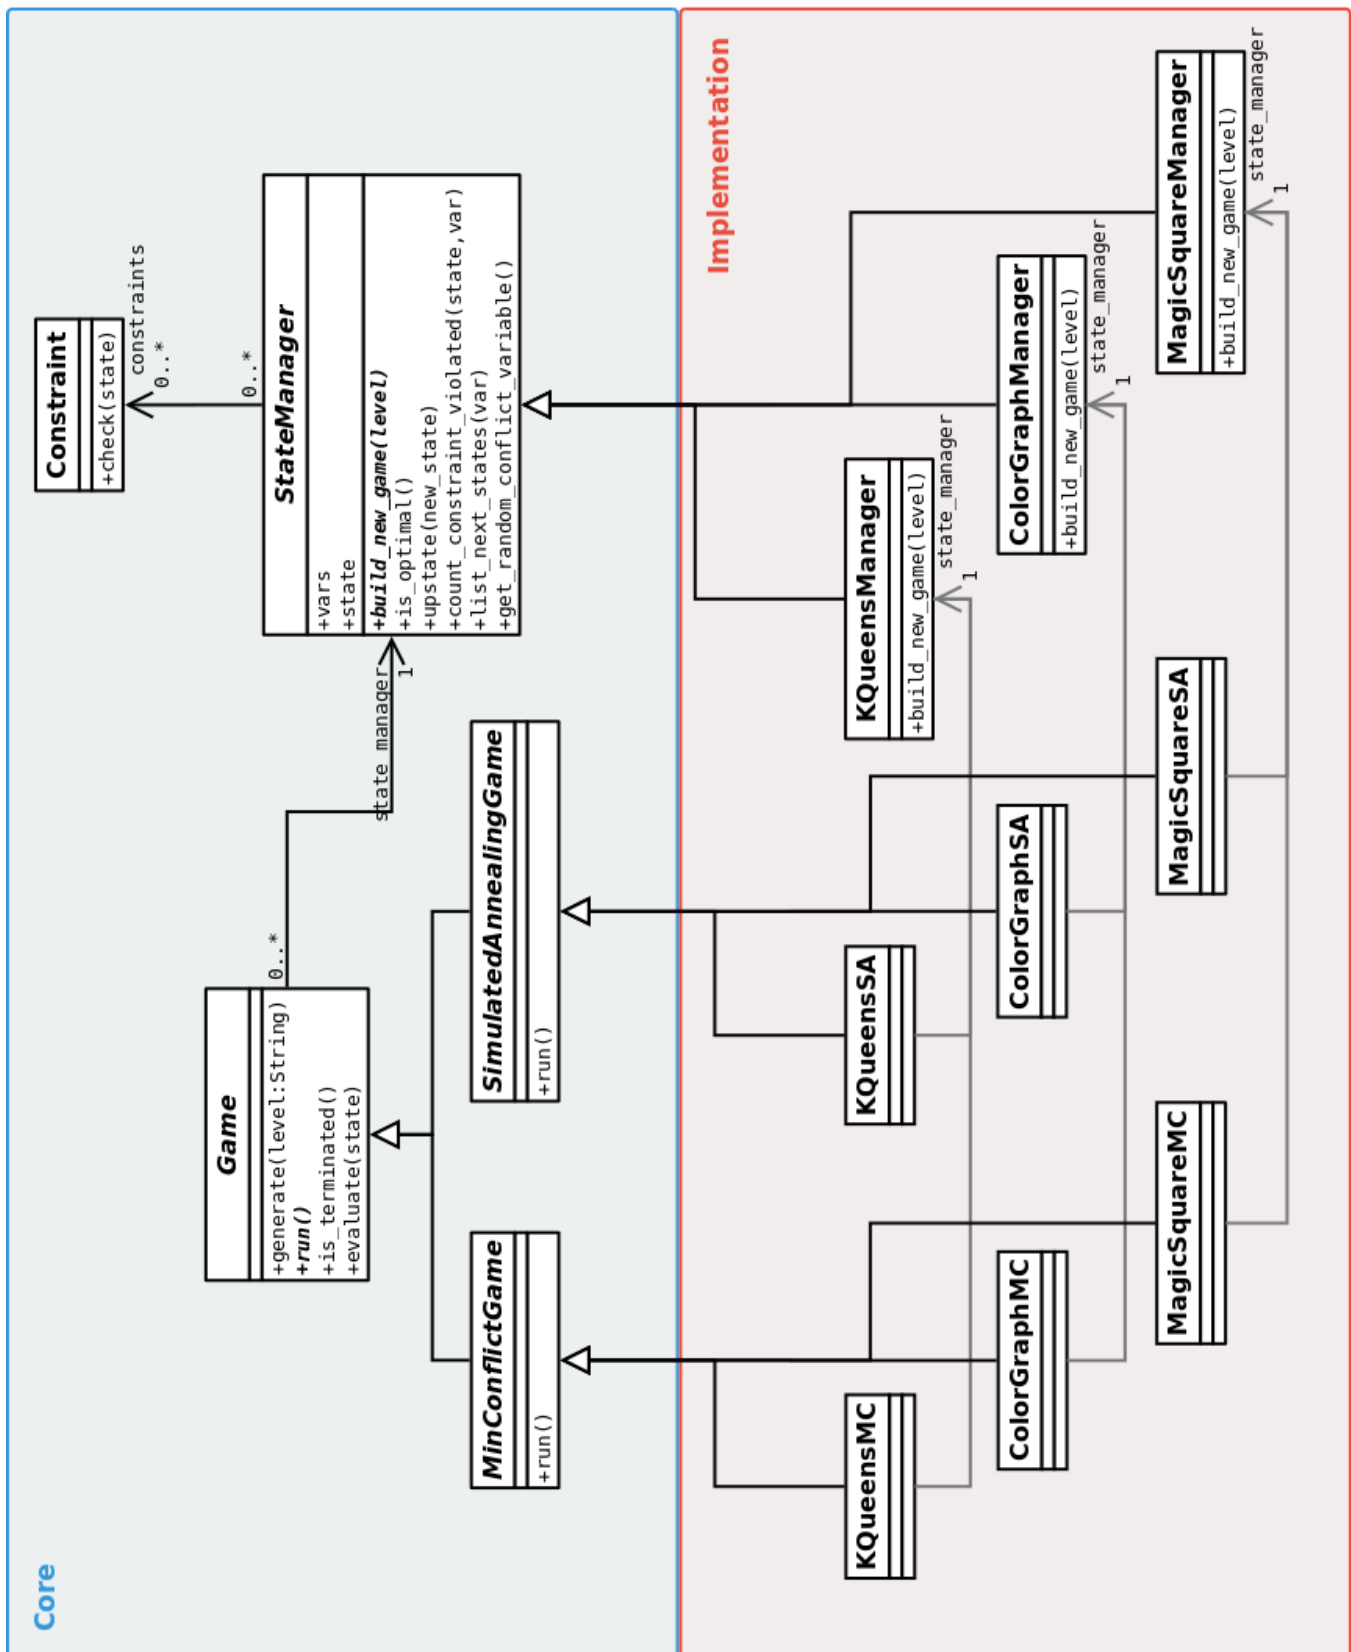 Core
Game
+generate(level:String)
+run()
+is_terminated()
+evaluate(state)
0..*
state manager
1
StateManager
+vars
+state
+build_new_game(level)
+is_optimal()
+upstate(new_state)
+count_constraint_violated(state,var)
+list_next_states(var)
+get_random_conflict_variable()
0..*
Constraint
+check(state)
constraints
0..*
MinConflictGame
+run()
SimulatedAnnealingGame
+run()
Implementation
KQueensMC
KQueensSA
KQueensManager
+build_new_game(level)
state_manager
1
ColorGraphMC
ColorGraphSA
ColorGraphManager
+build_new_game(level)
state_manager
1
MagicSquareMC
MagicSquareSA
MagicSquareManager
+build_new_game(level)
state_manager
1